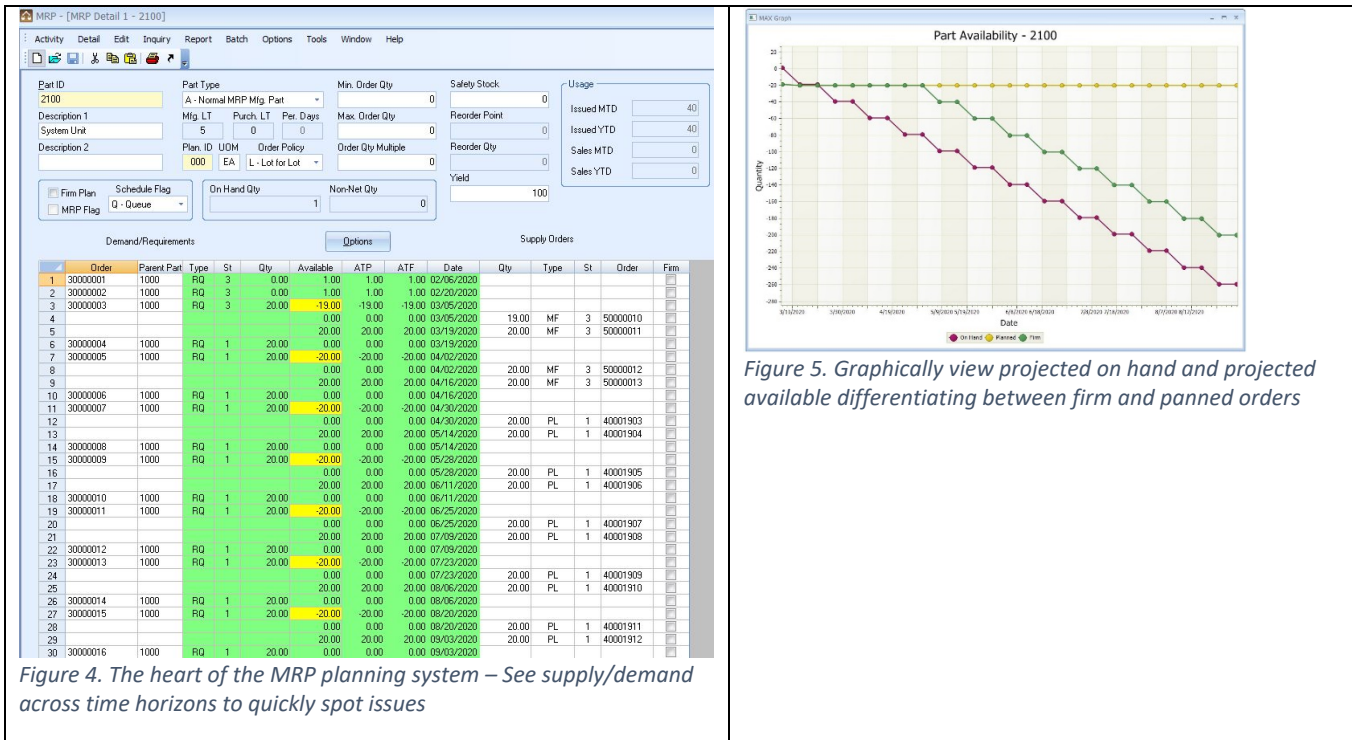 MRP - [MRP Detail 1 - 2100]
Activity Detail Edit Inquiry Report Batch Options Tools Window Help
Part ID Part Type Min. Order Qty Safety Stock Usage
2100 A - Normal MRP Mfg. Part 0 0 Issued MTD 40
Description 1 Mfg. LT Purch. LT Per. Days Max. Order Qty Reorder Point Issued YTD 40
System Unit 5 0 0 0 0
Description 2 Plan. ID UOM Order Policy Order Qty Multiple Reorder Qty Sales MTD 0
000 EA L - Lot for Lot 0 0 Sales YTD 0
Yield
100
Firm Plan Schedule Flag On Hand Qty Non-Net Qty
MRP Flag Q - Queue 1 0
Demand/Requirements Options Supply Orders
Order Parent Part Type St Qty Available ATP ATF Date Qty Type St Order Firm
1 30000001 1000 RQ 3 0.00 1.00 1.00 1.00 02/06/2020
2 30000002 1000 RQ 3 0.00 1.00 1.00 1.00 02/20/2020
3 30000003 1000 RQ 3 20.00 -19.00 -19.00 -19.00 03/05/2020
4 0.00 0.00 0.00 03/05/2020 19.00 MF 3 50000010
5 20.00 20.00 20.00 03/19/2020 20.00 MF 3 50000011
6 30000004 1000 RQ 1 20.00 0.00 0.00 0.00 03/19/2020
7 30000005 1000 RQ 1 20.00 -20.00 -20.00 -20.00 04/02/2020
8 0.00 0.00 0.00 04/02/2020 20.00 MF 3 50000012
9 20.00 20.00 20.00 04/16/2020 20.00 MF 3 50000013
10 30000006 1000 RQ 1 20.00 0.00 0.00 0.00 04/16/2020
11 30000007 1000 RQ 1 20.00 -20.00 -20.00 -20.00 04/30/2020
12 0.00 0.00 0.00 04/30/2020 20.00 PL 1 40001903
13 20.00 20.00 20.00 05/14/2020 20.00 PL 1 40001904
14 30000008 1000 RQ 1 20.00 0.00 0.00 0.00 05/14/2020
15 30000009 1000 RQ 1 20.00 -20.00 -20.00 -20.00 05/28/2020
16 0.00 0.00 0.00 05/28/2020 20.00 PL 1 40001905
17 20.00 20.00 20.00 06/11/2020 20.00 PL 1 40001906
18 30000010 1000 RQ 1 20.00 0.00 0.00 0.00 06/11/2020
19 30000011 1000 RQ 1 20.00 -20.00 -20.00 -20.00 06/25/2020
20 0.00 0.00 0.00 06/25/2020 20.00 PL 1 40001907
21 20.00 20.00 20.00 07/09/2020 20.00 PL 1 40001908
22 30000012 1000 RQ 1 20.00 0.00 0.00 0.00 07/09/2020
23 30000013 1000 RQ 1 20.00 -20.00 -20.00 -20.00 07/23/2020
24 0.00 0.00 0.00 07/23/2020 20.00 PL 1 40001909
25 20.00 20.00 20.00 08/06/2020 20.00 PL 1 40001910
26 30000014 1000 RQ 1 20.00 0.00 0.00 0.00 08/06/2020
27 30000015 1000 RQ 1 20.00 -20.00 -20.00 -20.00 08/20/2020
28 0.00 0.00 0.00 08/20/2020 20.00 PL 1 40001911
29 20.00 20.00 20.00 09/03/2020 20.00 PL 1 40001912
30 30000016 1000 RQ 1 20.00 0.00 0.00 0.00 09/03/2020
Figure 4. The heart of the MRP planning system – See supply/demand
across time horizons to quickly spot issues
MAX Graph
Part Availability - 2100
Quantity
20
0
-20
-40
-60
-80
-100
-120
-140
-160
-180
-200
-220
-240
-260
-280
3/30/2020 4/19/2020 5/9/2020 5/19/2020
Date
On Hand Planned Firm
Figure 5. Graphically view projected on hand and projected
available differentiating between firm and panned orders